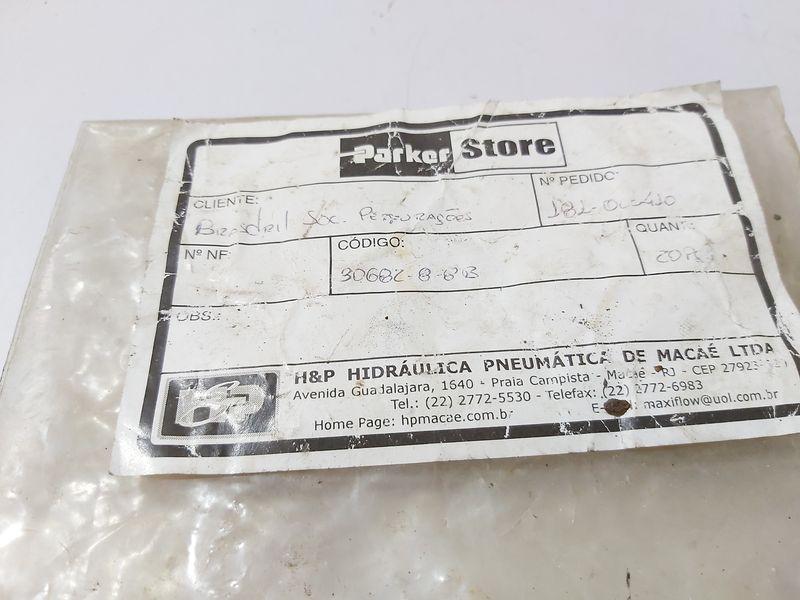 Parker Store
CLIENTE:
Brasdril Soc. Perfurações
Nº PEDIDO:
Nº NF:
CÓDIGO:
30682-8-8B
QUANT:
OBS.:
H&P HIDRÁULICA PNEUMÁTICA DE MACAÉ LTDA
Avenida Guadalajara, 1640 - Praia Campista - Macaé - RJ - CEP
Tel.: (22) 2772-5530 - Telefax: (22) 2772-6983
Home Page: hpmacae.com.br maxiflow@uol.com.br